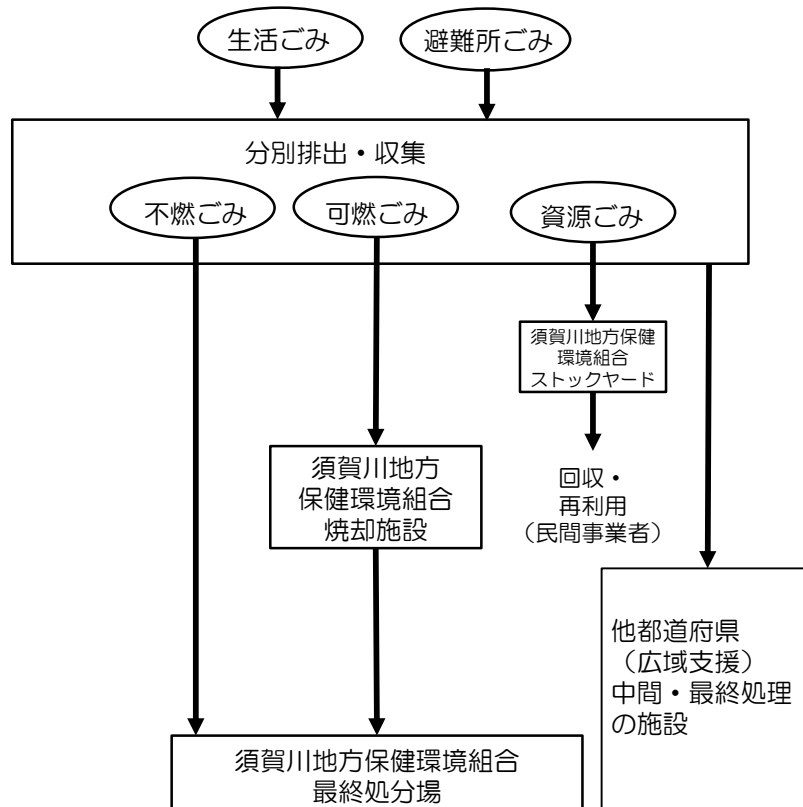 生活ごみ
避難所ごみ
分別排出・収集
不燃ごみ
可燃ごみ
資源ごみ
須賀川地方保健
環境組合
ストックヤード
須賀川地方
保健環境組合
焼却施設
回収・
再利用
（民間事業者）
他都道府県
（広域支援）
中間・最終処理
の施設
須賀川地方保健環境組合
最終処分場